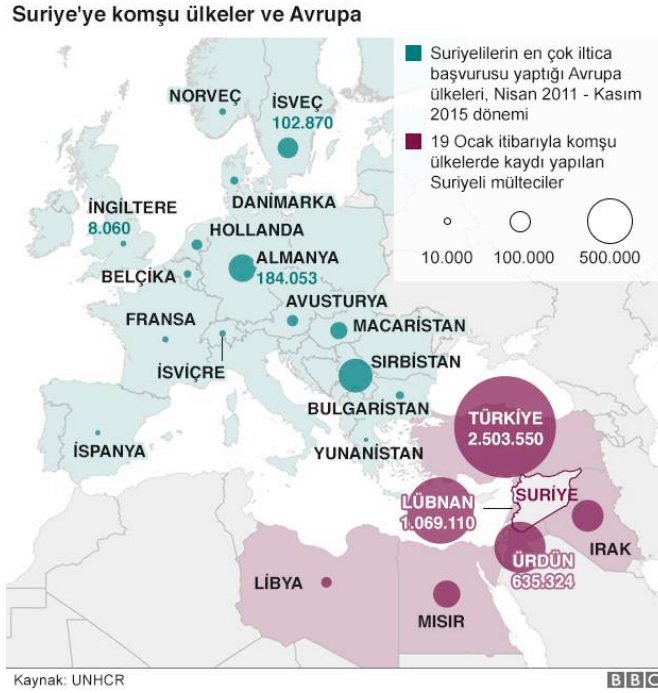 Suriye'ye komşu ülkeler ve Avrupa
Suriyelilerin en çok iltica
başvurusu yaptığı Avrupa
ülkeleri, Nisan 2011 - Kasım
2015 dönemi
19 Ocak itibarıyla komşu
ülkelerde kaydı yapılan
Suriyeli mülteciler
10.000
100.000
500.000
NORVEÇ
İSVEÇ
102.870
DANİMARKA
İNGİLTERE
8.060
HOLLANDA
ALMANYA
184.053
BELÇİKA
AVUSTURYA
FRANSA
MACARİSTAN
İSVİÇRE
SIRBİSTAN
BULGARİSTAN
İSPANYA
YUNANİSTAN
TÜRKİYE
2.503.550
SURİYE
LÜBNAN
1.069.110
IRAK
ÜRDÜN
635.324
LİBYA
MISIR
Kaynak: UNHCR
BBC